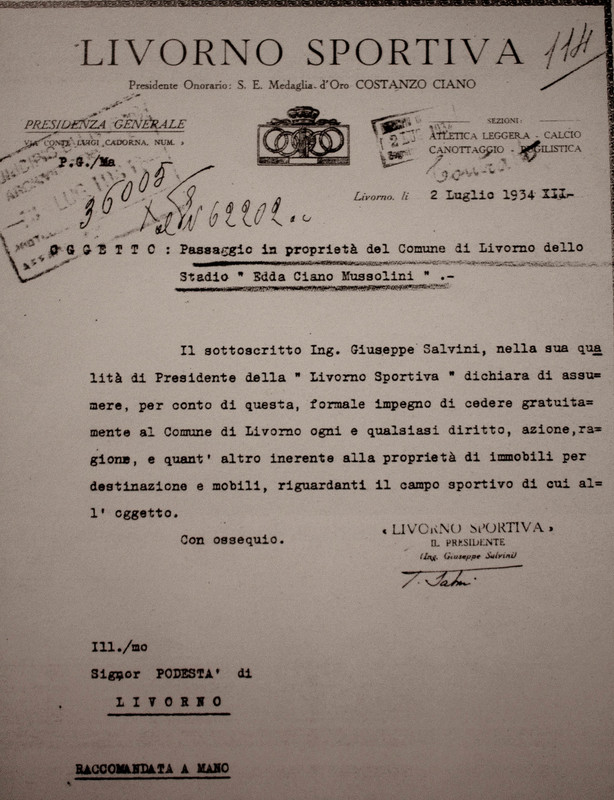 LIVORNO SPORTIVA
114
Presidente Onorario: S. E. Medaglia d'Oro COSTANZO CIANO
PRESIDENZA GENERALE
VIA CONTE LUIGI CADORNA, NUM. »
P.G./Ma
SEZIONI:
ATLETICA LEGGERA - CALCIO
CANOTTAGGIO - PUGILISTICA
36005
62202
Livorno, li 2 Luglio 1934 XII.-
OGGETTO: Passaggio in proprietà del Comune di Livorno dello
Stadio " Edda Ciano Mussolini " .-
Il sottoscritto Ing. Giuseppe Salvini, nella sua qua
lità di Presidente della " Livorno Sportiva " dichiara di assu=
mere, per conto di questa, formale impegno di cedere gratuita=
mente al Comune di Livorno ogni e qualsiasi diritto, azione,ra=
gione, e quant' altro inerente alla proprietà di immobili per
destinazione e mobili, riguardanti il campo sportivo di cui al=
l' oggetto.
Con ossequio.
« LIVORNO SPORTIVA »
IL PRESIDENTE
(Ing. Giuseppe Salvini)
Ill./mo
Signor PODESTA' di
LIVORNO
RACCOMANDATA A MANO